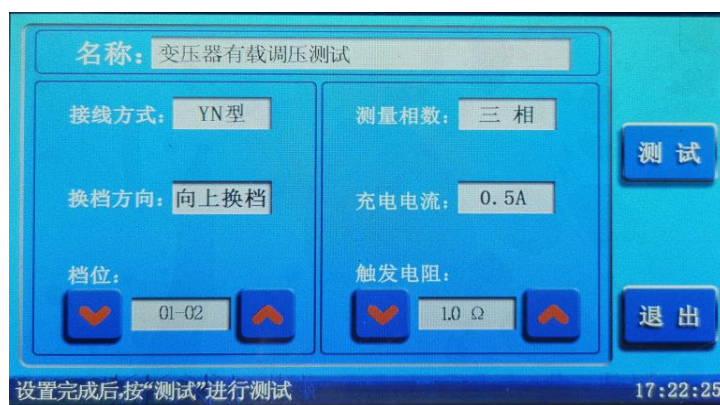 名称：变压器有载调压测试
接线方式： YN型
测量相数： 三 相
测 试
换档方向： 向上换档
充电电流： 0.5A
档位：
触发电阻：
01-02
1.0 Ω
退 出
设置完成后,按“测试”进行测试
17:22:25